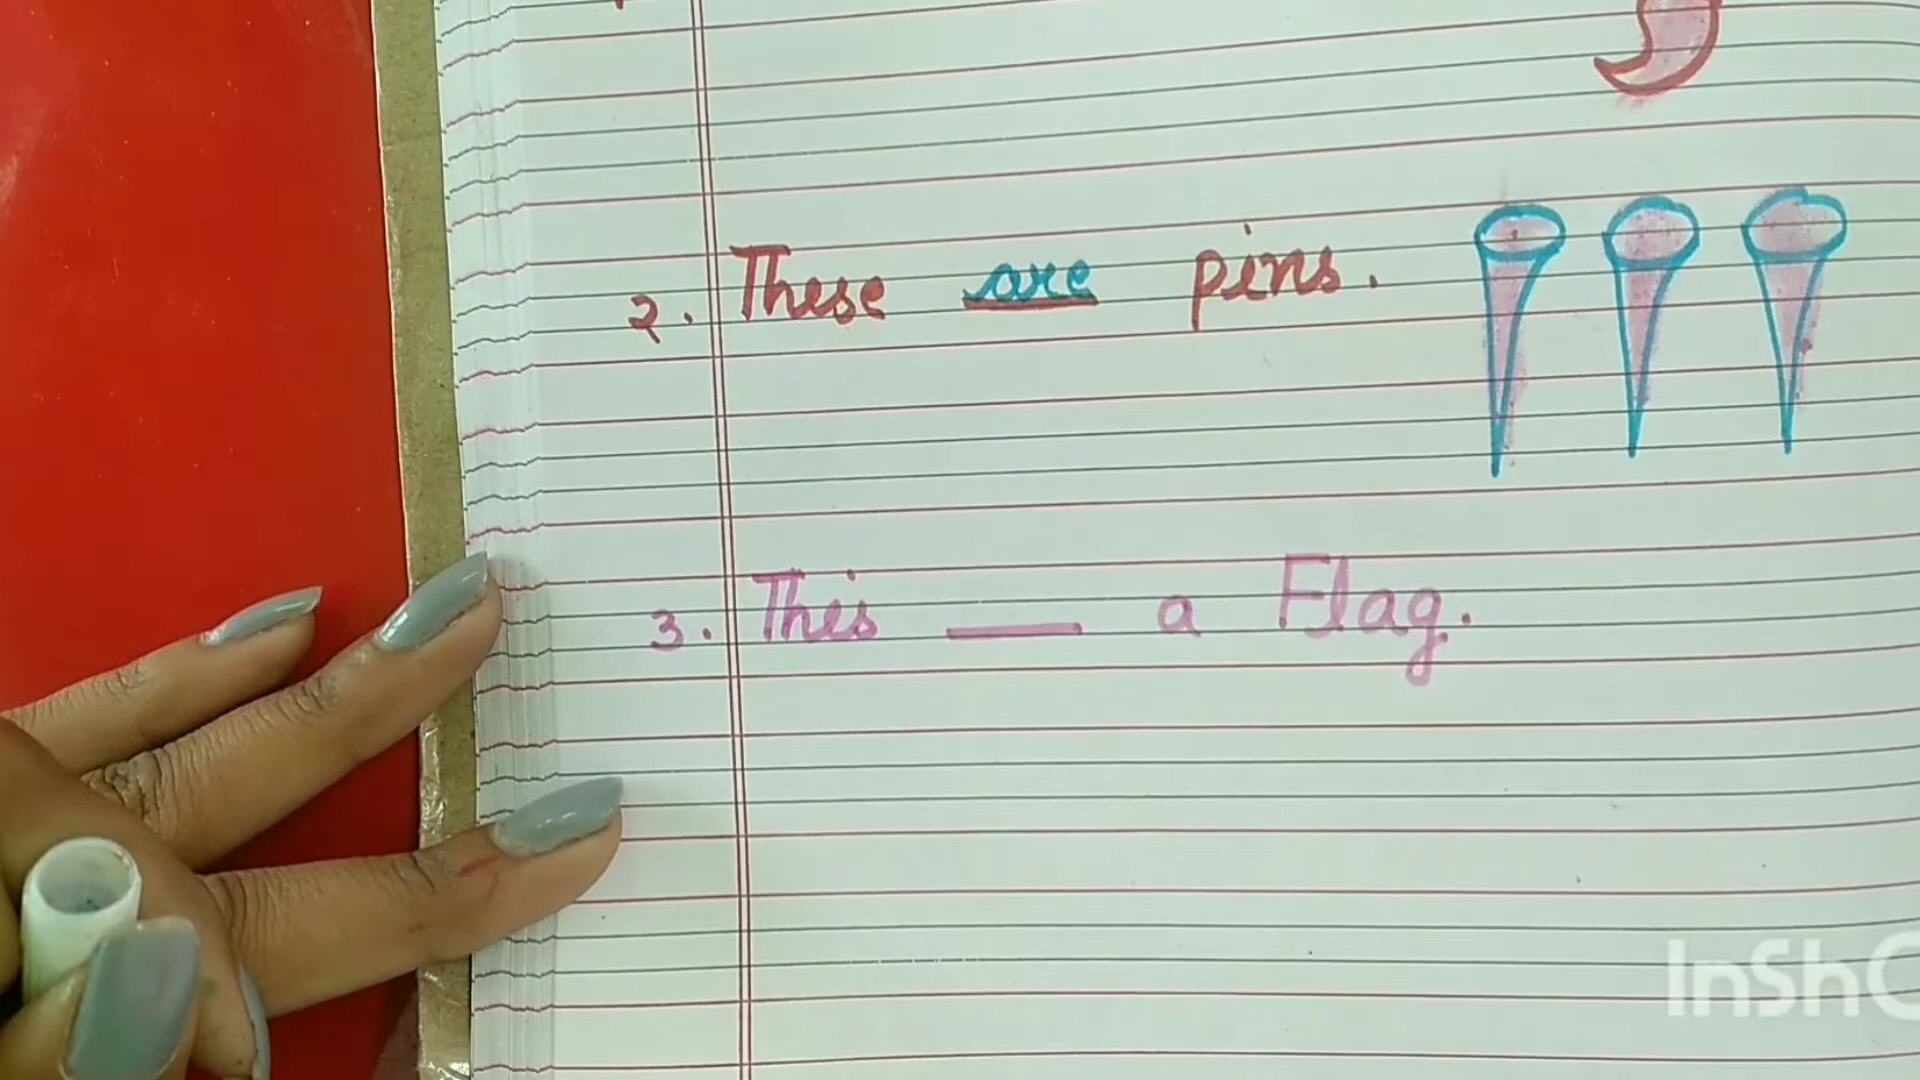 2. These are pins.
3. This ___ a Flag.
InSh